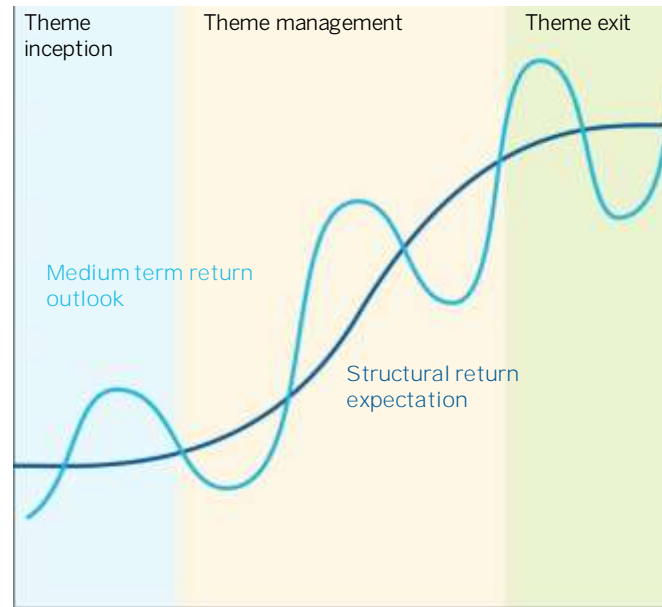 Theme
inception
Theme management
Theme exit
Medium term return
outlook
Structural return
expectation